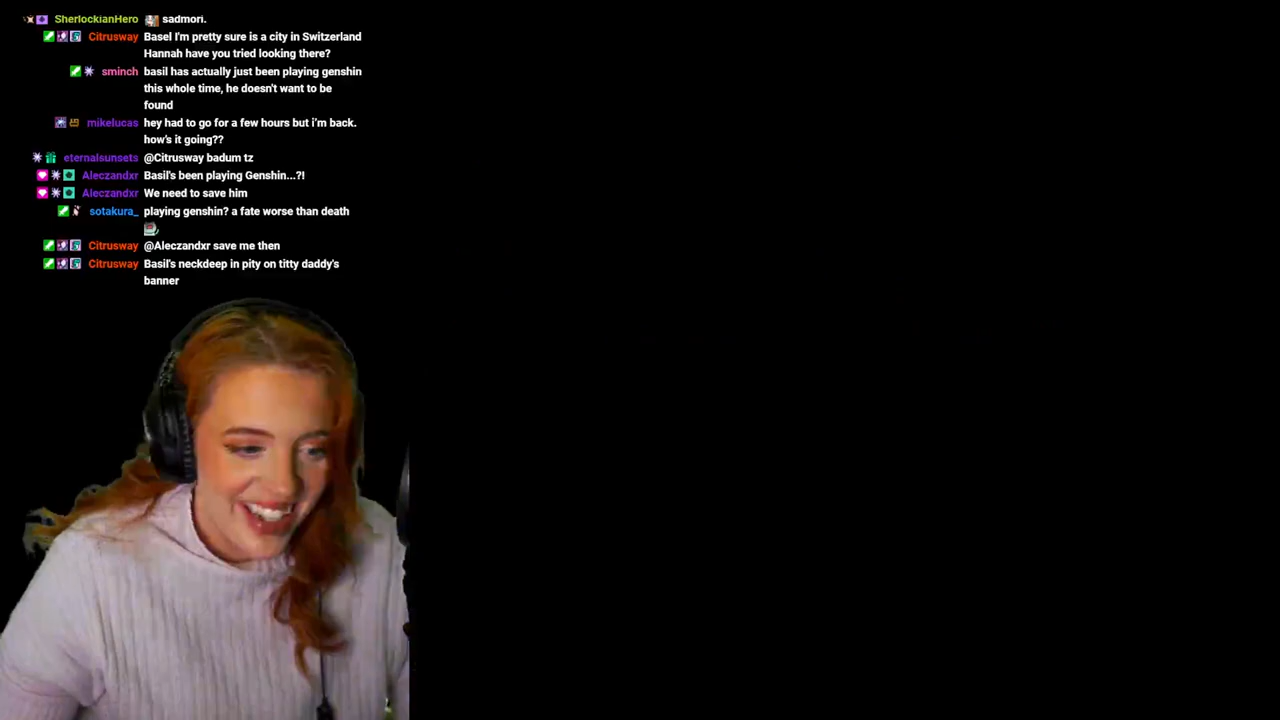 SherlockianHero sadmori.
Citrusway Basel I'm pretty sure is a city in Switzerland
Hannah have you tried looking there?
sminch basil has actually just been playing genshin
this whole time, he doesn't want to be
found
mikelucas hey had to go for a few hours but i'm back.
how's it going??
eternalsunsets @Citrusway badum tz
Aleczandxr Basil's been playing Genshin...?!
Aleczandxr We need to save him
sotakura_ playing genshin? a fate worse than death
Citrusway @Aleczandxr save me then
Citrusway Basil's neckdeep in pity on titty daddy's
banner